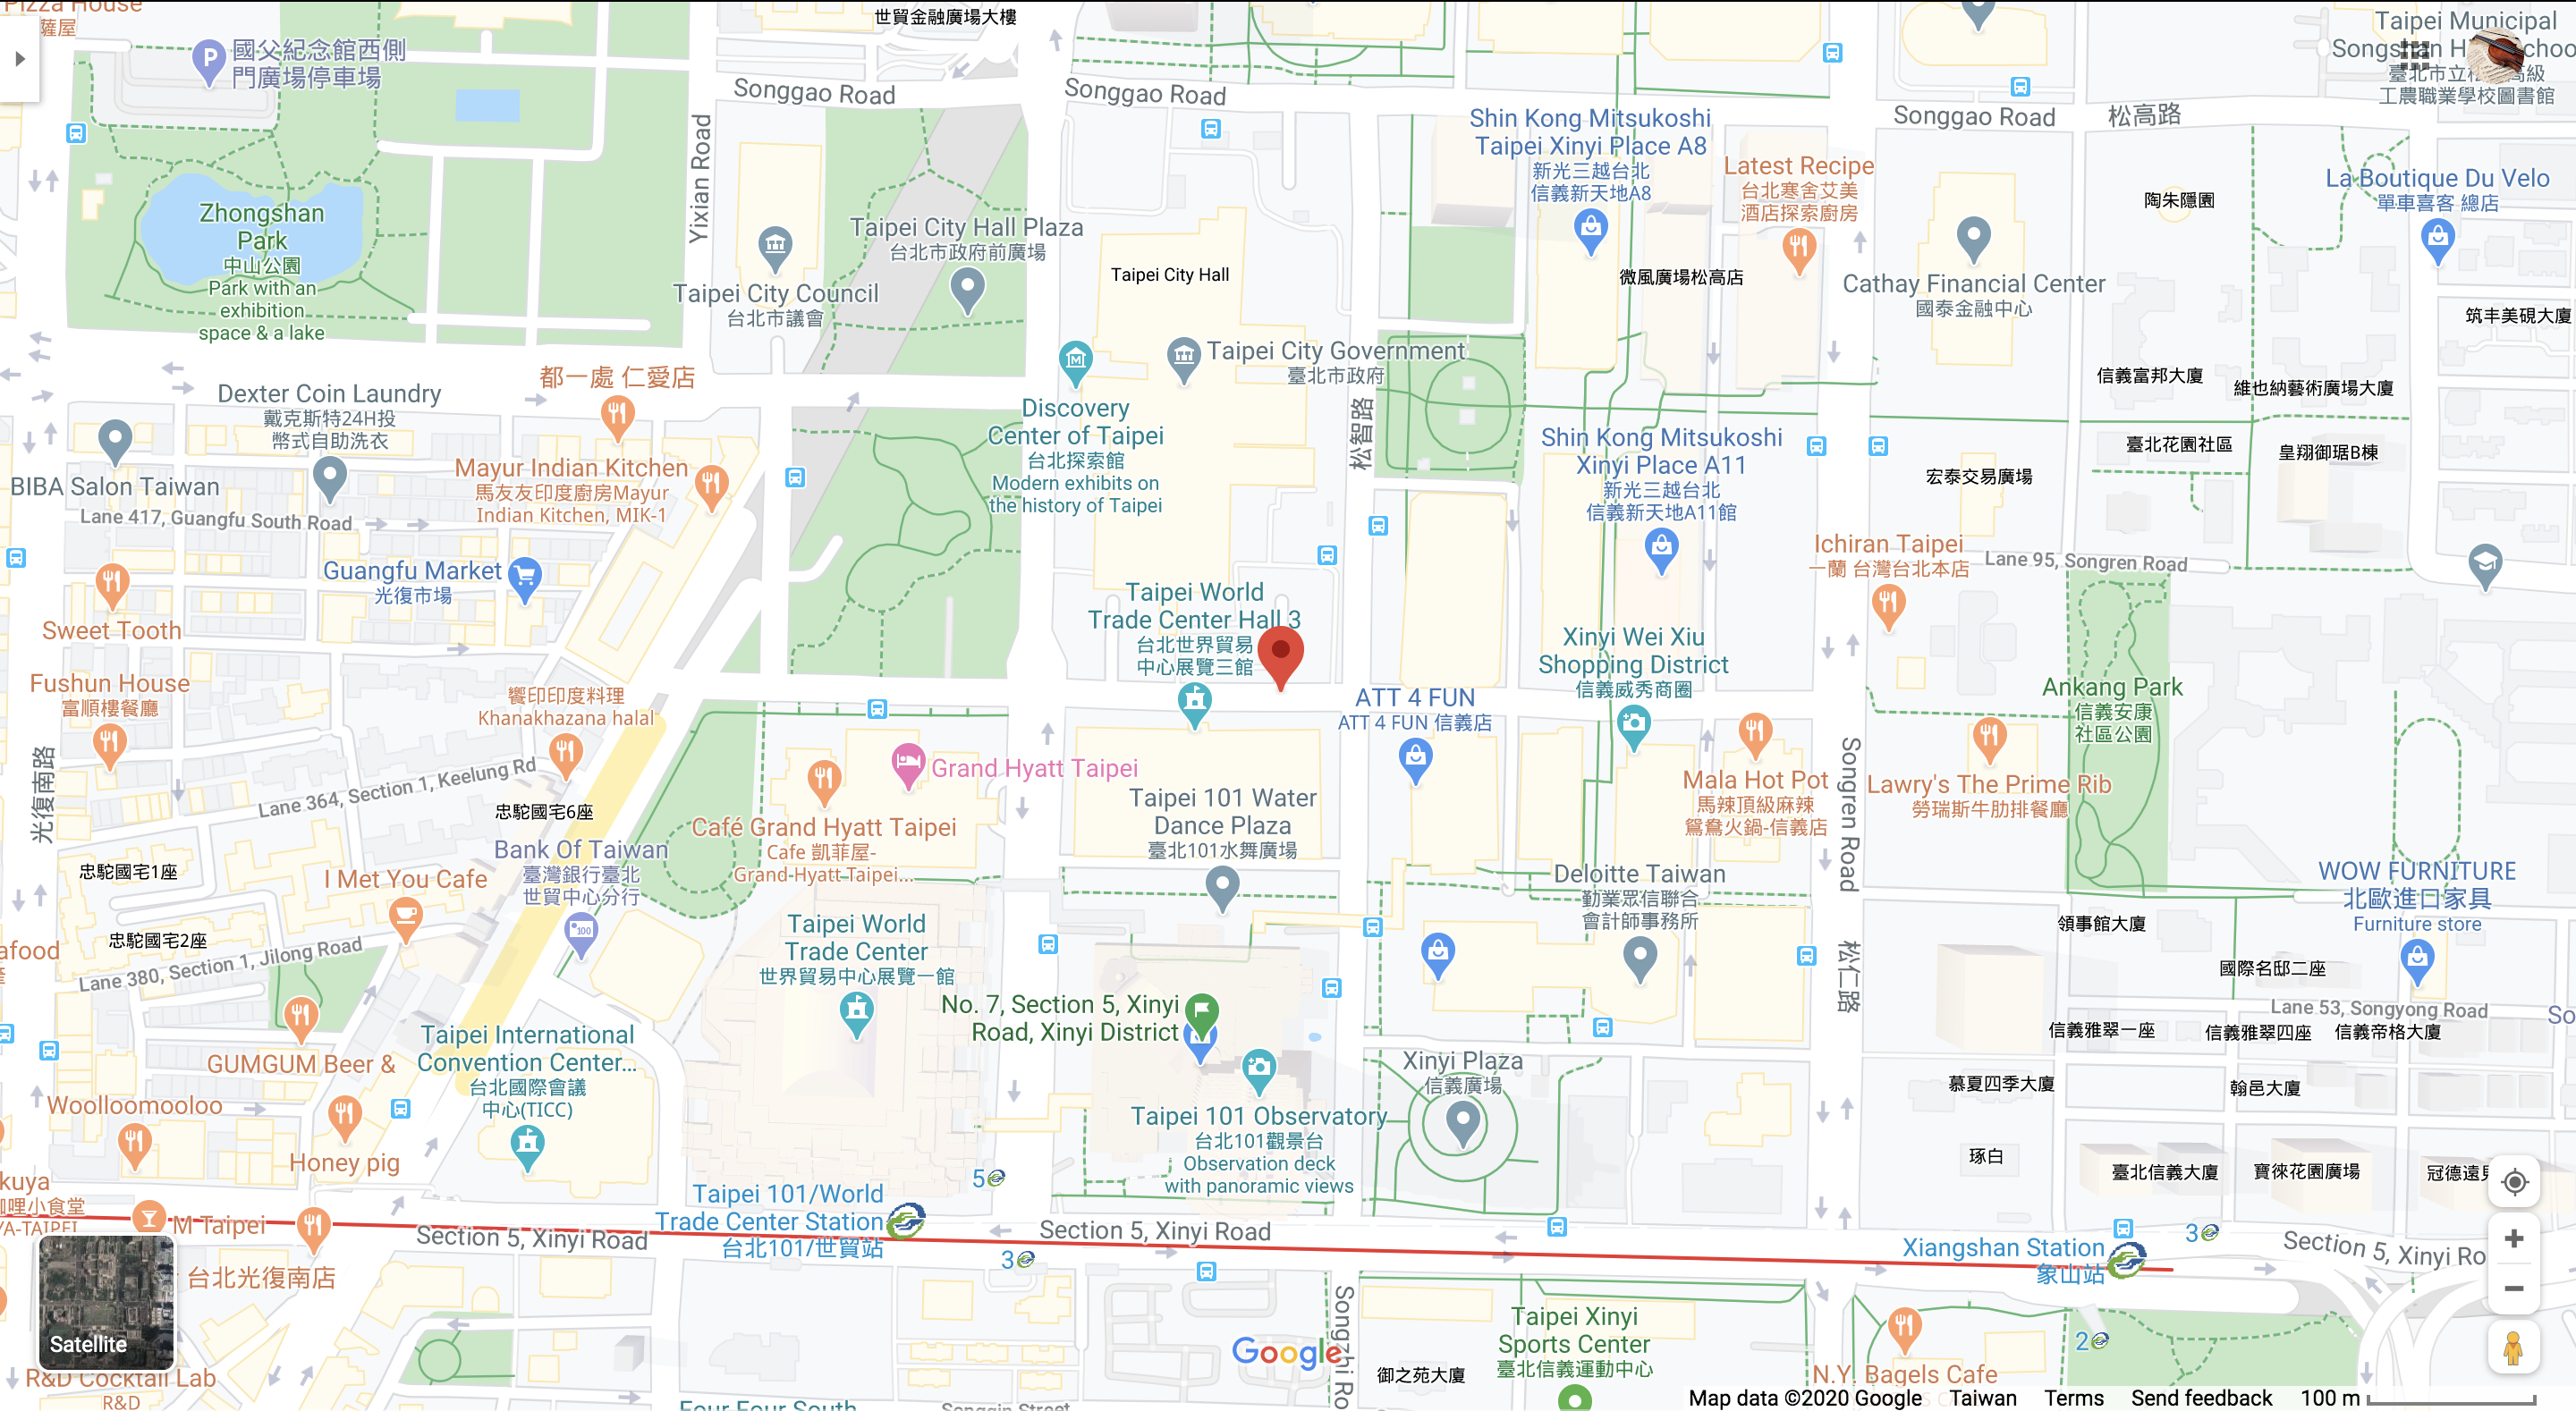 Pizza House
薩屋
國父紀念館西側
門廣場停車場
世貿金融廣場大樓
Songgao Road
Songgao Road
Songgao Road
松高路
Taipei Municipal
臺北市立松
高級
工農職業學校圖書館
Yixian Road
Zhongshan
Park
中山公園
Park with an
exhibition
space & a lake
Taipei City Council
台北市議會
Taipei City Hall Plaza
台北市政府前廣場
Taipei City Hall
Taipei City Government
臺北市政府
Discovery
Center of Taipei
台北探索館
Modern exhibits on
the history of Taipei
Shin Kong Mitsukoshi
Taipei Xinyi Place A8
新光三越台北
信義新天地A8
Latest Recipe
台北寒舍艾美
酒店探索廚房
微風廣場松高店
Cathay Financial Center
國泰金融中心
陶朱隱園
La Boutique Du Velo
單車喜客 總店
筑丰美硯大廈
信義富邦大廈
維也納藝術廣場大廈
臺北花園社區
皇翔御琚B棟
宏泰交易廣場
都一處 仁愛店
Dexter Coin Laundry
戴克斯特24H投
幣式自助洗衣
BIBA Salon Taiwan
Mayur Indian Kitchen
馬友友印度廚房Mayur
Indian Kitchen, MIK-1
Lane 417, Guangfu South Road
Guangfu Market
光復市場
Sweet Tooth
Fushun House
富順樓餐廳
饗印印度料理
Khanakhazana halal
光復南路
松智路
Shin Kong Mitsukoshi
Xinyi Place A11
新光三越台北
信義新天地A11館
Ichiran Taipei
一蘭 台灣台北本店
Lane 95, Songren Road
Taipei World
Trade Center Hall 3
台北世界貿易
中心展覽三館
Xinyi Wei Xiu
Shopping District
信義威秀商圈
ATT 4 FUN
ATT 4 FUN 信義店
Ankang Park
信義安康
社區公園
Mala Hot Pot
馬辣頂級麻辣
鴛鴦火鍋-信義店
Songren Road
松仁路
Lawry's The Prime Rib
勞瑞斯牛肋排餐廳
Grand Hyatt Taipei
Café Grand Hyatt Taipei
Cafe 凱菲屋-
Grand Hyatt Taipei...
Taipei 101 Water
Dance Plaza
臺北101水舞廣場
Lane 364, Section 1, Keelung Rd
忠駝國宅6座
Bank Of Taiwan
臺灣銀行臺北
世貿中心分行
忠駝國宅1座
I Met You Cafe
忠駝國宅2座
afood
Lane 380, Section 1, Jilong Road
Taipei World
Trade Center
世界貿易中心展覽一館
Deloitte Taiwan
勤業眾信聯合
會計師事務所
WOW FURNITURE
北歐進口家具
Furniture store
領事館大廈
國際名邸二座
Lane 53, Songyong Road
So
信義雅翠一座
信義雅翠四座
信義帝格大廈
No. 7, Section 5, Xinyi
Road, Xinyi District
Taipei International
Convention Center...
台北國際會議
中心(TICC)
GUMGUM Beer &
Woolloomooloo
Honey pig
Taipei 101 Observatory
台北101觀景台
Observation deck
with panoramic views
Xinyi Plaza
信義廣場
慕夏四季大廈
翰邑大廈
琢白
臺北信義大廈
寶徠花園廣場
冠德遠見
kuya
咖哩小食堂
YA-TAIPEI
M Taipei
台北光復南店
Section 5, Xinyi Road
Taipei 101/World
Trade Center Station
台北101/世貿站
5
3
Section 5, Xinyi Road
Xiangshan Station
象山站
3
2
Section 5, Xinyi Ro
Satellite
R&D Cocktail Lab
R&D
Four Four South
Songqin Street
Songzhi Ro
Google
御之苑大廈
Taipei Xinyi
Sports Center
臺北信義運動中心
N.Y. Bagels Cafe
Map data ©2020 Google
Taiwan
Terms
Send feedback
100 m